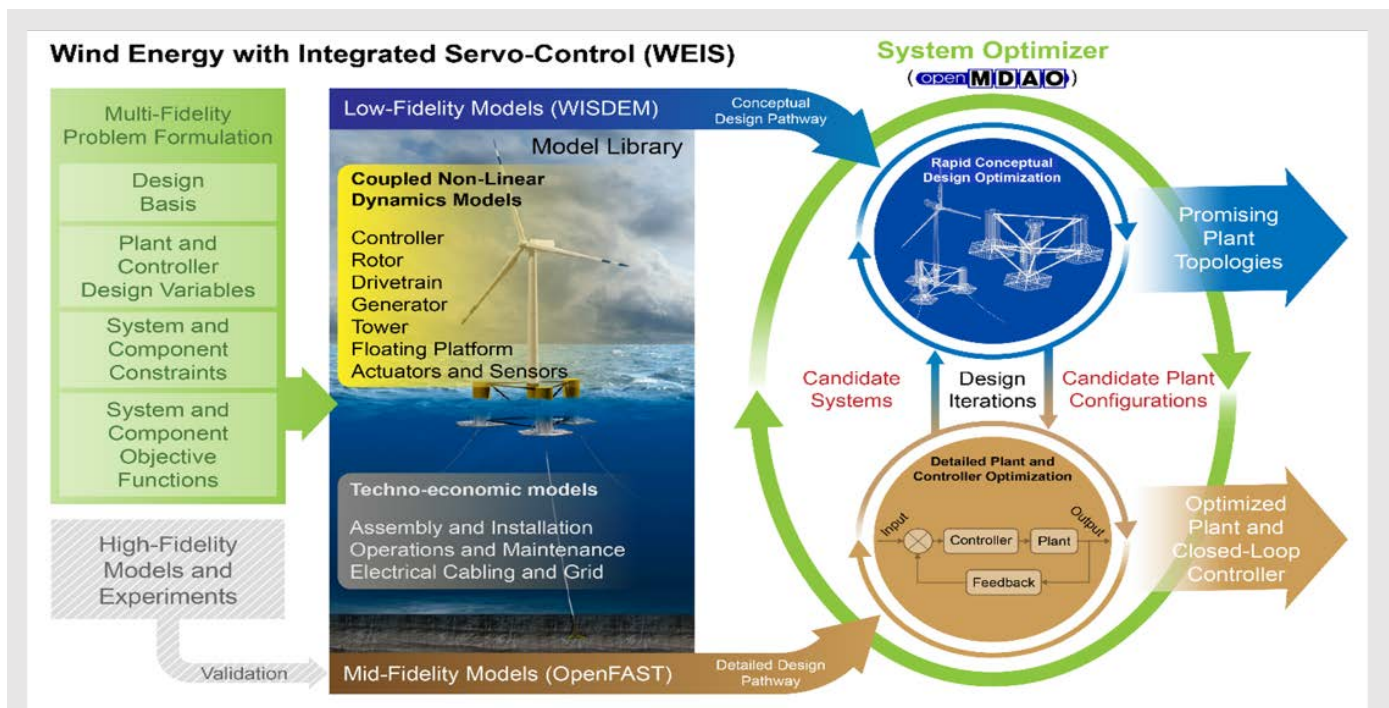 Wind Energy with Integrated Servo-Control (WEIS)
System Optimizer
(openMDAO)
Multi-Fidelity
Problem Formulation
Design
Basis
Plant and
Controller
Design Variables
System and
Component
Constraints
System and
Component
Objective
Functions
High-Fidelity
Models and
Experiments
Validation
Low-Fidelity Models (WISDEM)
Conceptual
Design Pathway
Model Library
Coupled Non-Linear
Dynamics Models
Controller
Rotor
Drivetrain
Generator
Tower
Floating Platform
Actuators and Sensors
Techno-economic models
Assembly and Installation
Operations and Maintenance
Electrical Cabling and Grid
Mid-Fidelity Models (OpenFAST)
Detailed Design
Pathway
Rapid Conceptual
Design Optimization
Promising
Plant
Topologies
Candidate
Systems
Design
Iterations
Candidate Plant
Configurations
Detailed Plant and
Controller Optimization
Input
Controller
Plant
Output
Feedback
Optimized
Plant and
Closed-Loop
Controller